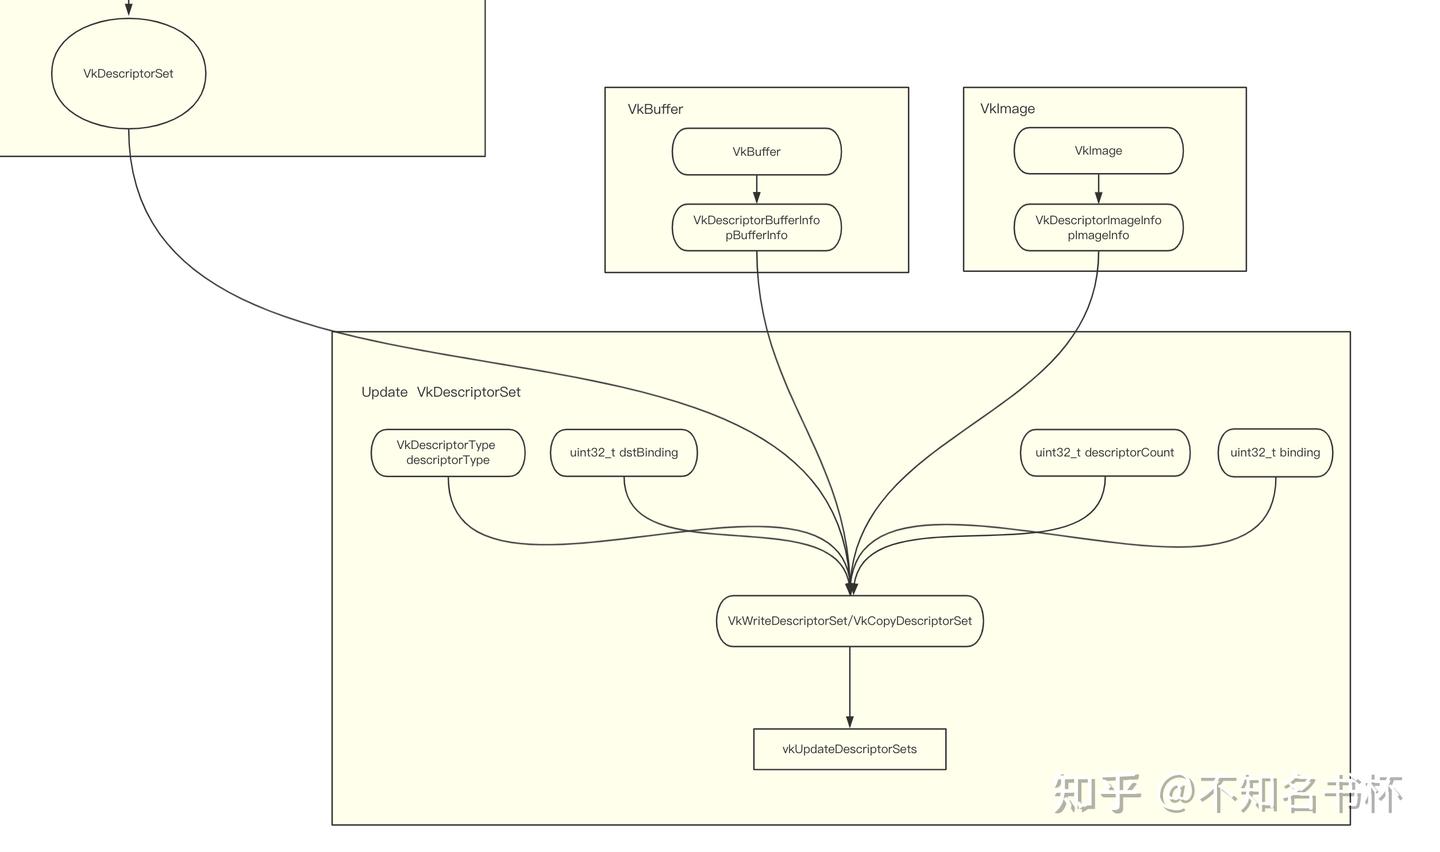 VkDescriptorSet
VkBuffer
VkBuffer
VkDescriptorBufferInfo
pBufferInfo
VkImage
VkImage
VkDescriptorImageInfo
pImageInfo
Update VkDescriptorSet
VkDescriptorType
descriptorType
uint32_t dstBinding
uint32_t descriptorCount
uint32_t binding
VkWriteDescriptorSet/VkCopyDescriptorSet
vkUpdateDescriptorSets
知乎 @不知名书杯